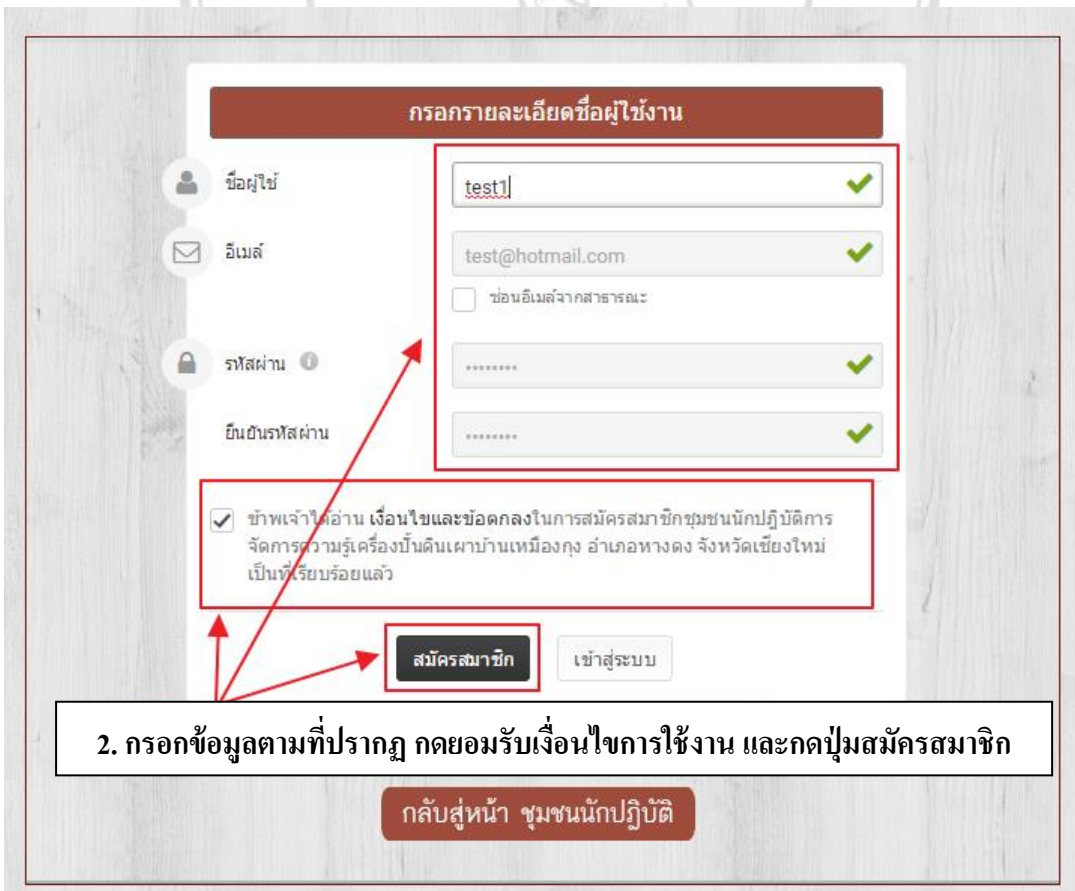 กรอกรายละเอียดชื่อผู้ใช้งาน
ชื่อผู้ใช้
test1
อีเมล์
test@hotmail.com
ซ่อนอีเมล์จากสาธารณะ
รหัสผ่าน
ยืนยันรหัสผ่าน
ข้าพเจ้าได้อ่าน เงื่อนไขและข้อตกลงในการสมัครสมาชิกชุมชนนักปฏิบัติการ
จัดการความรู้เครื่องปั้นดินเผาบ้านเหมืองกุง อำเภอหางดง จังหวัดเชียงใหม่
เป็นที่เรียบร้อยแล้ว
สมัครสมาชิก
เข้าสู่ระบบ
2. กรอกข้อมูลตามที่ปรากฏ กดยอมรับเงื่อนไขการใช้งาน และกดปุ่มสมัครสมาชิก
กลับสู่หน้า ชุมชนนักปฏิบัติ